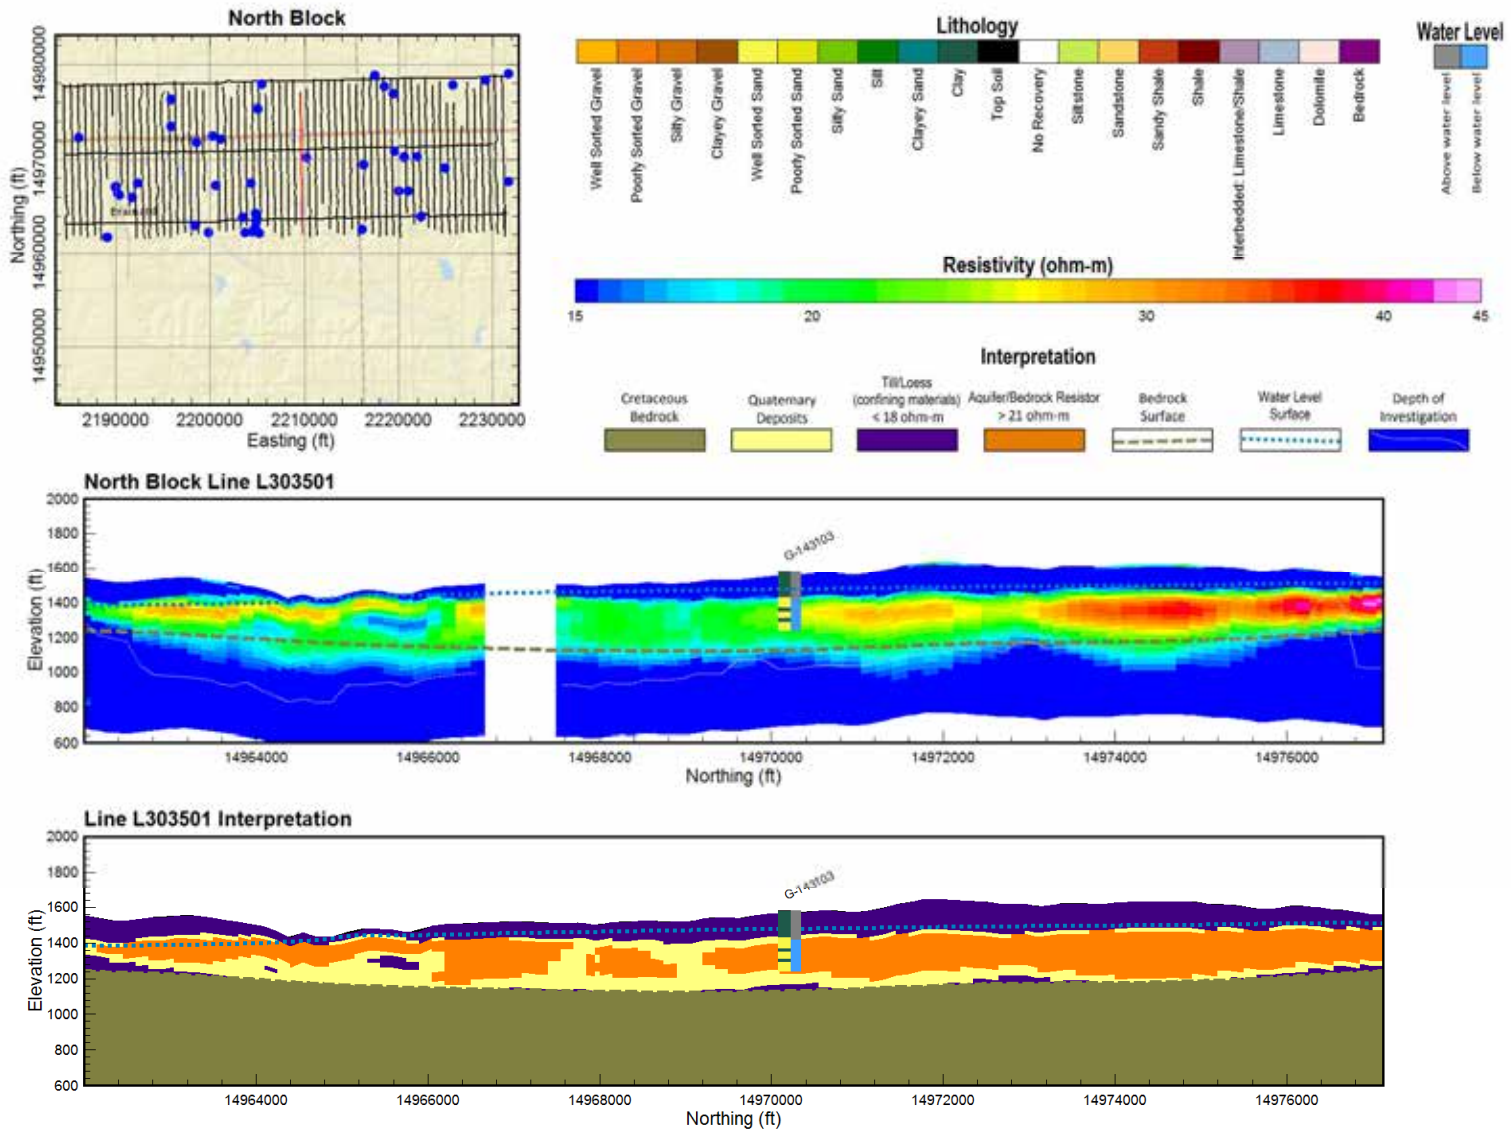 North Block
Northing (ft)
14980000
14970000
14960000
14950000
Brainard
2190000 2200000 2210000 2220000 2230000
Easting (ft)
Lithology
Well Sorted Gravel
Poorly Sorted Gravel
Silty Gravel
Clayey Gravel
Well Sorted Sand
Poorly Sorted Sand
Silty Sand
Silt
Clayey Sand
Clay
Top Soil
No Recovery
Siltstone
Sandstone
Sandy Shale
Shale
Interbedded: Limestone/Shale
Limestone
Dolomite
Bedrock
Water Level
Above water level
Below water level
Resistivity (ohm-m)
15 20 30 40 45
Interpretation
Cretaceous
Bedrock
Quaternary
Deposits
Till/Loess
(confining materials)
< 18 ohm-m
Aquifer/Bedrock Resistor
> 21 ohm-m
Bedrock
Surface
Water Level
Surface
Depth of
Investigation
North Block Line L303501
Elevation (ft)
2000
1800
1600
1400
1200
1000
800
600
G-143103
14964000 14966000 14968000 14970000 14972000 14974000 14976000
Northing (ft)
Line L303501 Interpretation
Elevation (ft)
2000
1800
1600
1400
1200
1000
800
600
G-143103
14964000 14966000 14968000 14970000 14972000 14974000 14976000
Northing (ft)